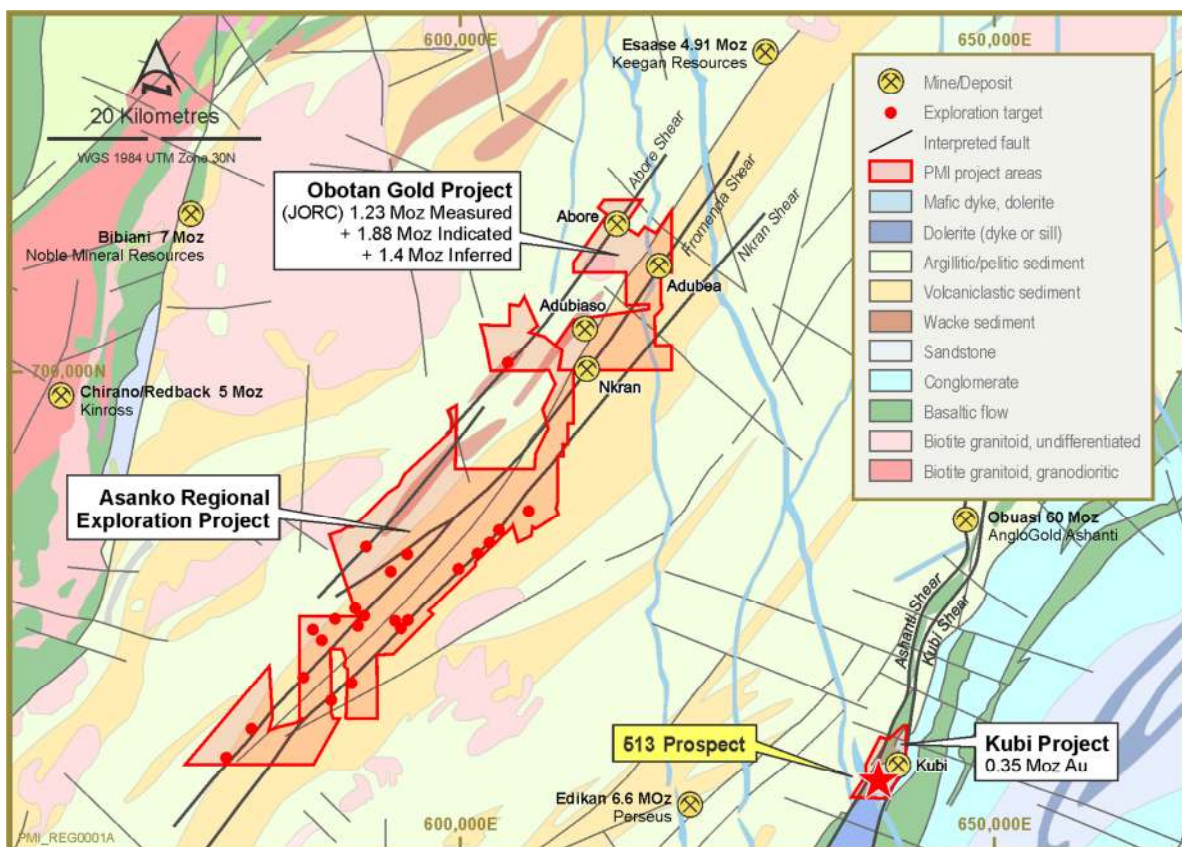 600,000E
650,000E
Esaase 4.91 Moz
Keegan Resources
20 Kilometres
WGS 1984 UTM Zone 30N
Mine/Deposit
Exploration target
Interpreted fault
PMI project areas
Mafic dyke, dolerite
Dolerite (dyke or sill)
Argillitic/pelitic sediment
Volcaniclastic sediment
Wacke sediment
Sandstone
Conglomerate
Basaltic flow
Biotite granitoid, undifferentiated
Biotite granitoid, granodioritic
Obotan Gold Project
(JORC) 1.23 Moz Measured
+ 1.88 Moz Indicated
+ 1.4 Moz Inferred
Abore Shear
Fromenda Shear
Nkran Shear
Abore
Adubea
Adubiaso
Nkran
Bibiani 7 Moz
Noble Mineral Resources
700,000N
Chirano/Redback 5 Moz
Kinross
Asanko Regional
Exploration Project
Obuasi 60 Moz
AngloGold Ashanti
Ashanti Shear
Kubi Shear
513 Prospect
Kubi Project
0.35 Moz Au
Kubi
Edikan 6.6 MOz
Perseus
600,000E
650,000E
PMI_REG0001A